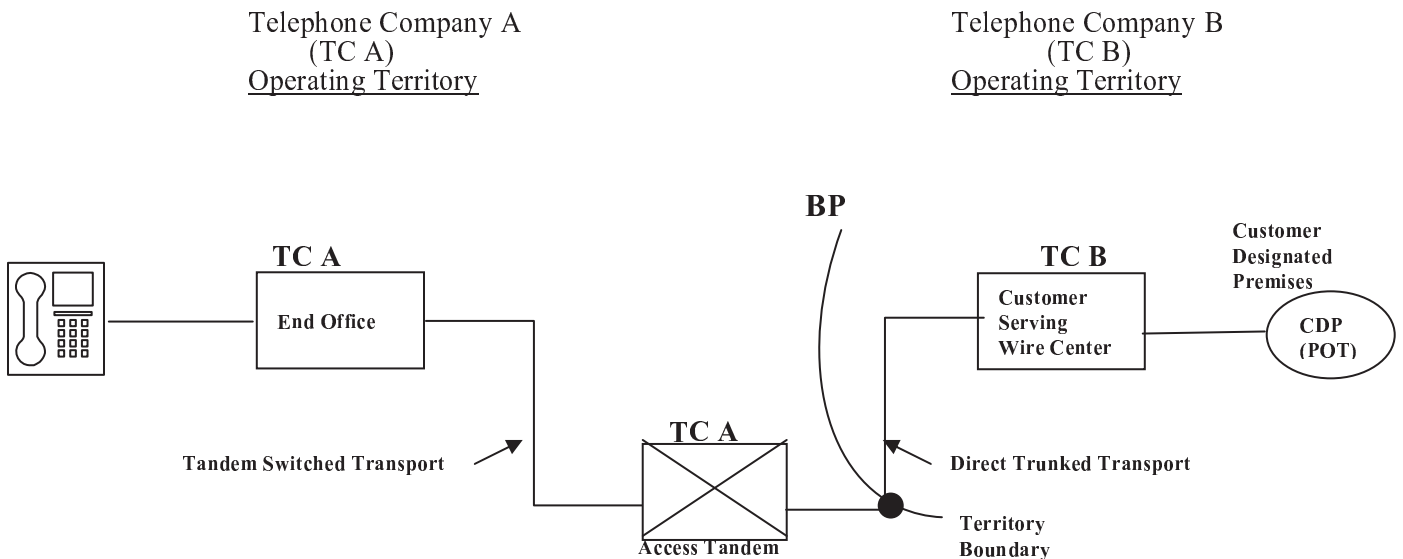 Telephone Company A
(TC A)
Operating Territory
Telephone Company B
(TC B)
Operating Territory
BP
TC A
End Office
TC B
Customer
Serving
Wire Center
Customer
Designated
Premises
CDP
(POT)
Tandem Switched Transport
TC A
Access Tandem
Direct Trunked Transport
Territory
Boundary